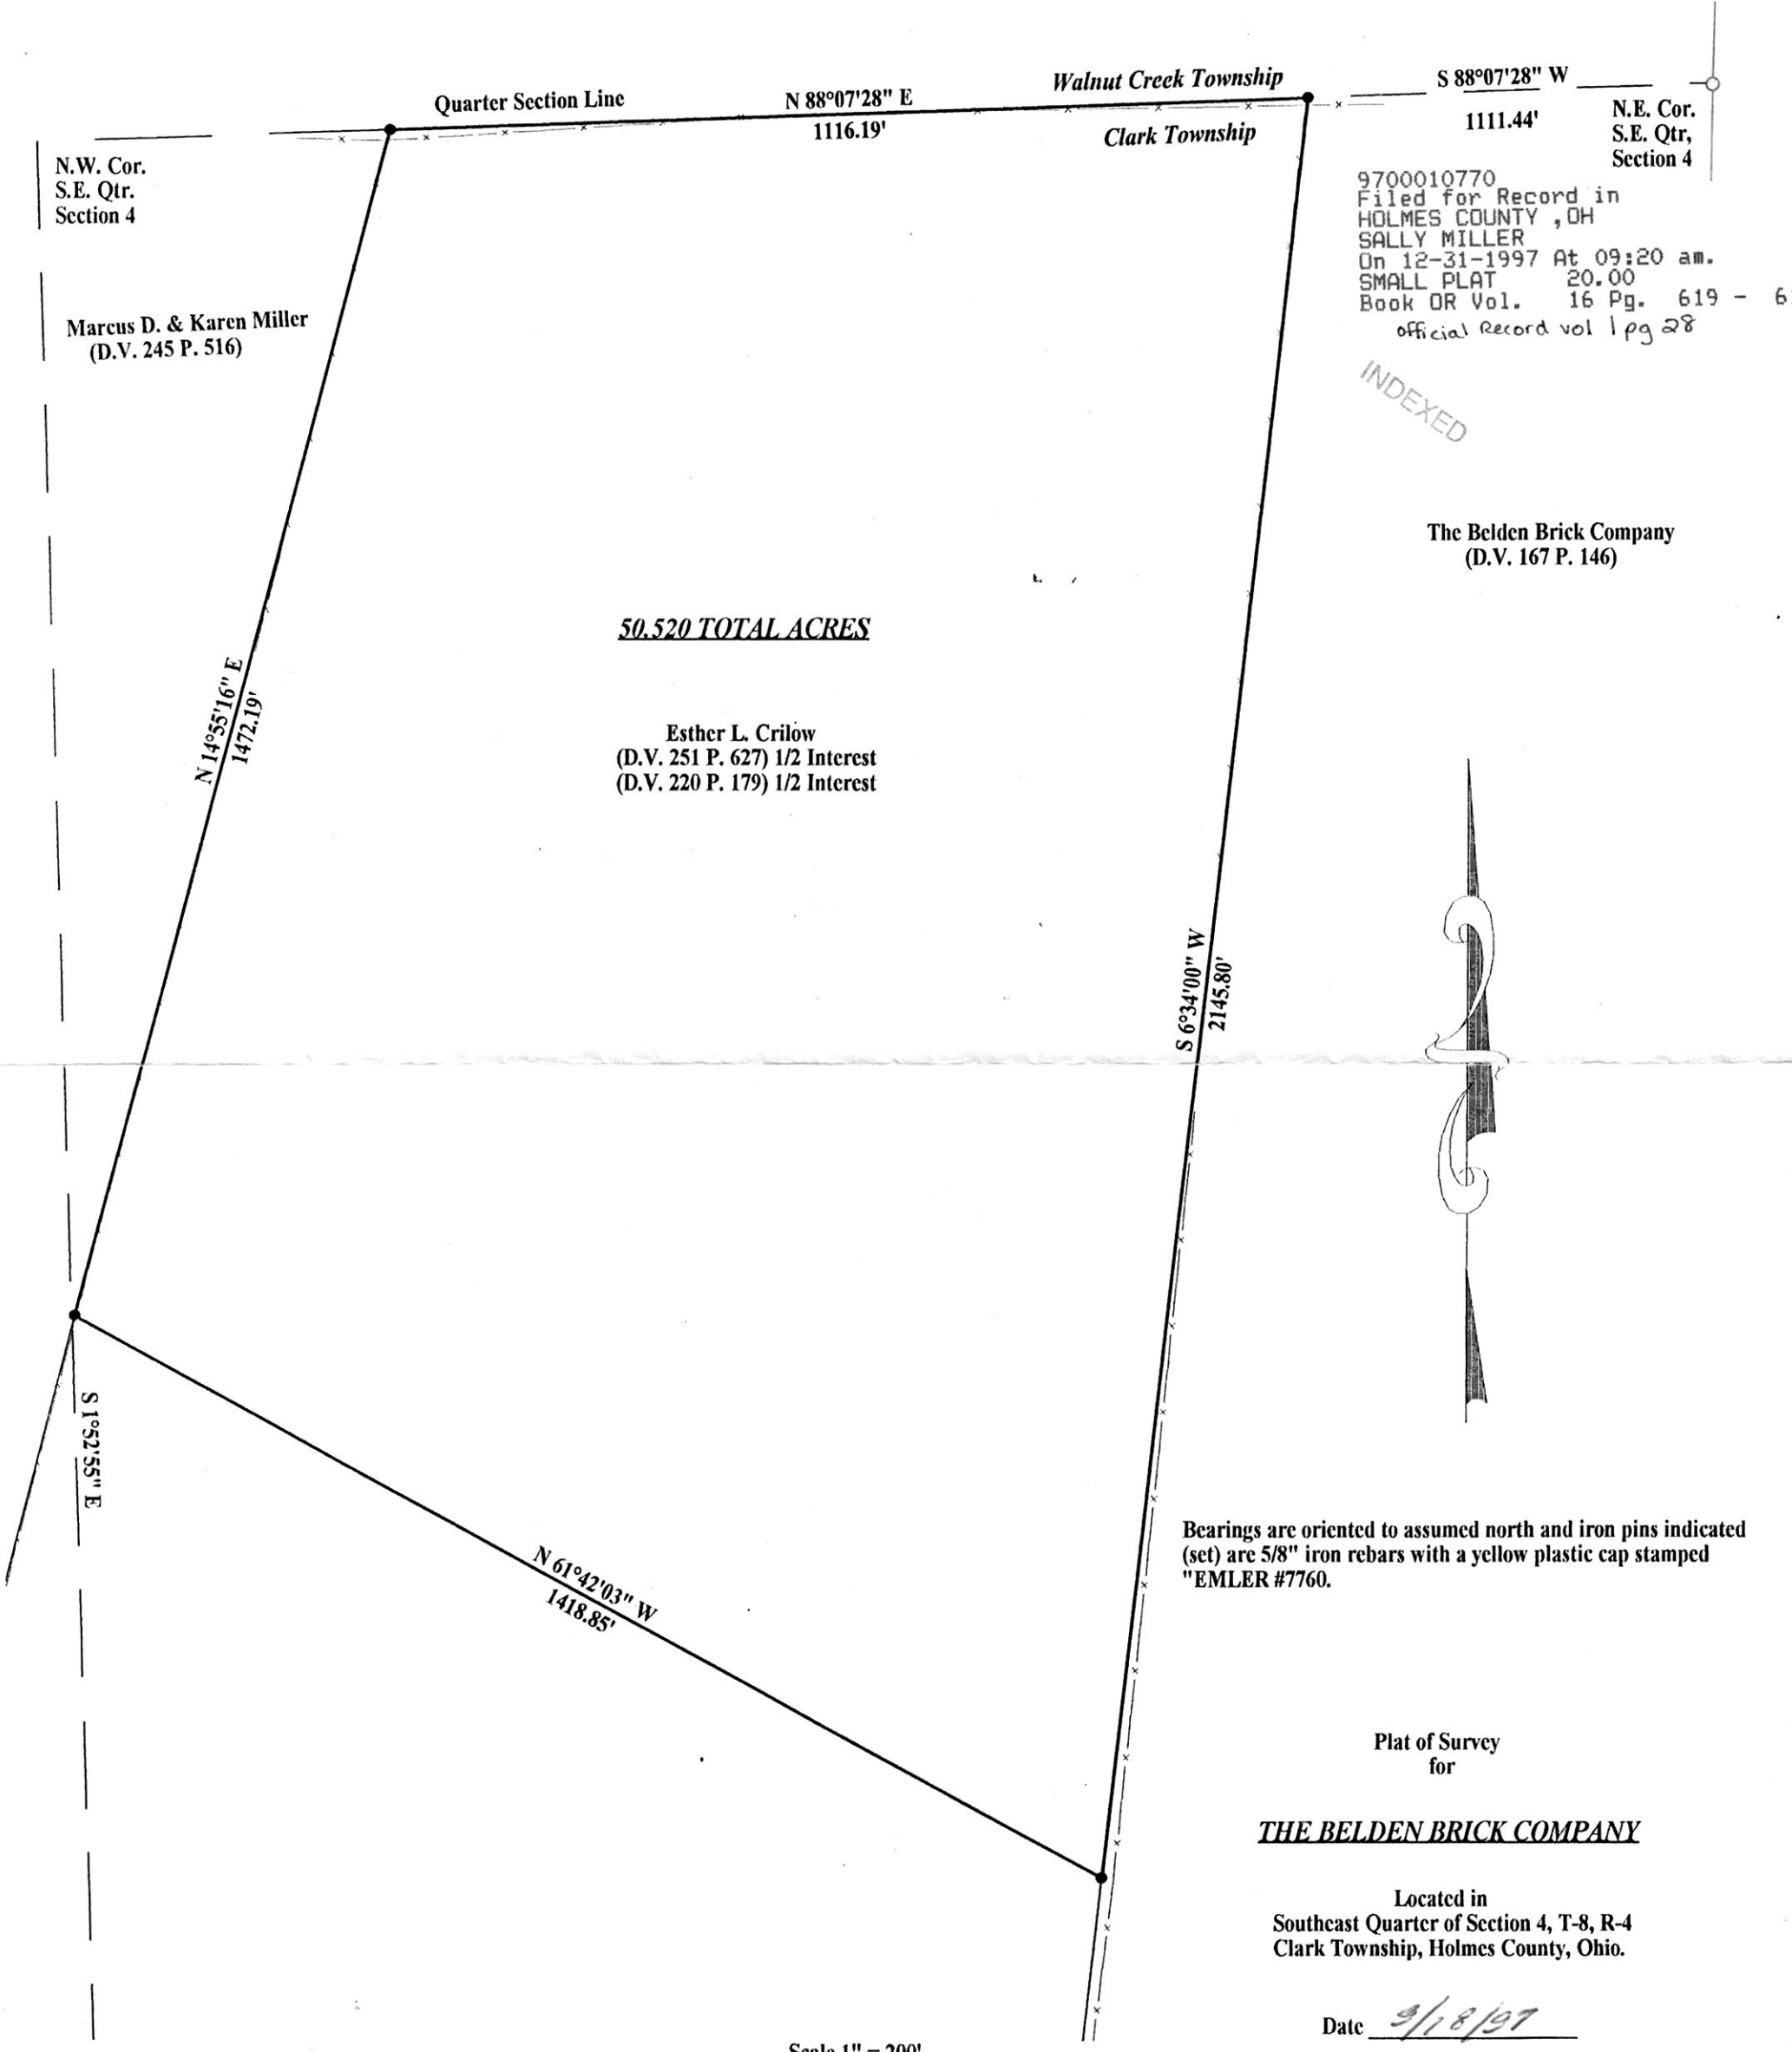 Walnut Creek Township
Quarter Section Line
N 88°07'28" E
1116.19'
Clark Township
S 88°07'28" W
1111.44'
N.E. Cor.
S.E. Qtr,
Section 4
N.W. Cor.
S.E. Qtr.
Section 4
9700010770
Filed for Record in
HOLMES COUNTY ,OH
SALLY MILLER
On 12-31-1997 At 09:20 am.
SMALL PLAT 20.00
Book OR Vol. 16 Pg. 619 - 6
official Record vol 1 pg 28
INDEXED
Marcus D. & Karen Miller
(D.V. 245 P. 516)
The Belden Brick Company
(D.V. 167 P. 146)
50.520 TOTAL ACRES
Esther L. Crilow
(D.V. 251 P. 627) 1/2 Interest
(D.V. 220 P. 179) 1/2 Interest
N 14°55'16" E
1472.19'
S 6°34'00" W
2145.80'
S 1°52'55" E
N 61°42'03" W
1418.85'
Bearings are oriented to assumed north and iron pins indicated
(set) are 5/8" iron rebars with a yellow plastic cap stamped
"EMLER #7760.
Plat of Survey
for
THE BELDEN BRICK COMPANY
Located in
Southeast Quarter of Section 4, T-8, R-4
Clark Township, Holmes County, Ohio.
Date
Scale 1" = 200'